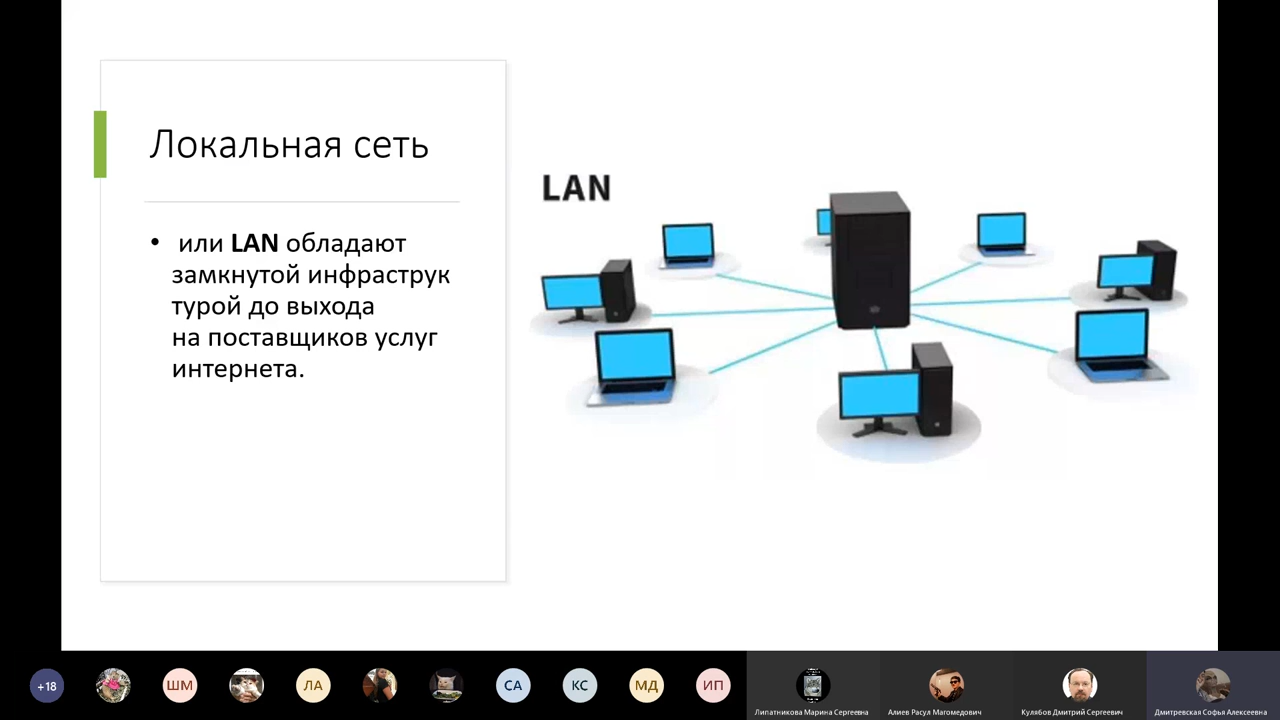 Локальная сеть
• или LAN обладают
замкнутой инфраструк
турой до выхода
на поставщиков услуг
интернета.
LAN
+18
ШМ
ЛА
СА
КС
МД
ИП
Липатникова Марина Сергеевна
Алиев Расул Магомедович
Кулябов Дмитрий Сергеевич
Дмитревская Софья Алексеевна